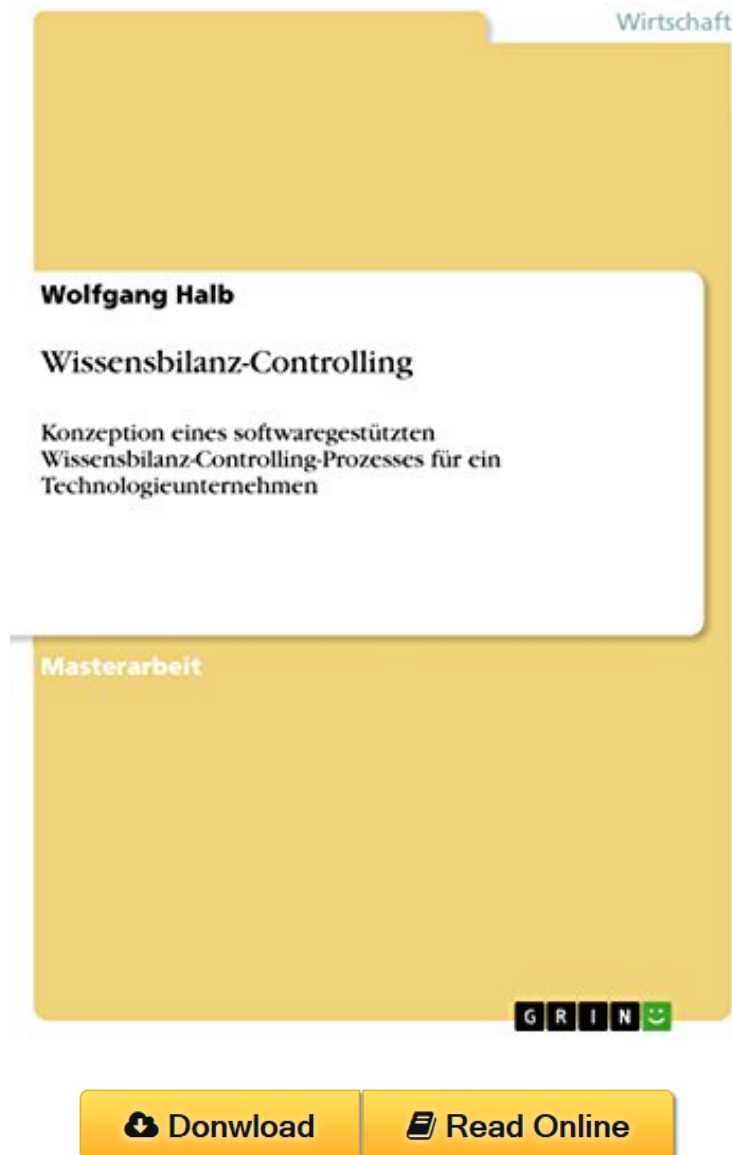 Wirtschaft
Wolfgang Halb
Wissensbilanz-Controlling
Konzeption eines softwaregestützten
Wissensbilanz-Controlling-Prozesses für ein
Technologieunternehmen
Masterarbeit
GRIN
Donwload Read Online